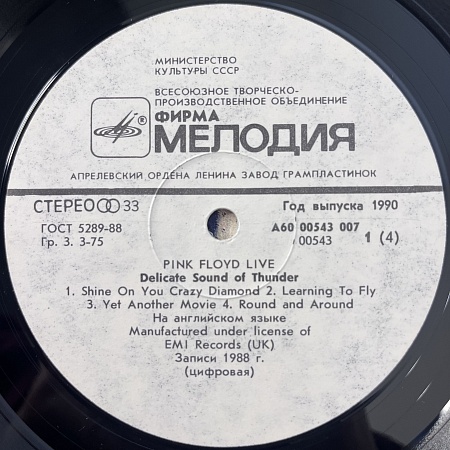 МИНИСТЕРСТВО
КУЛЬТУРЫ СССР
ВСЕСОЮЗНОЕ ТВОРЧЕСКО-
ПРОИЗВОДСТВЕННОЕ ОБЪЕДИНЕНИЕ
®
ФИРМА
МЕЛОДИЯ
АПРЕЛЕВСКИЙ ОРДЕНА ЛЕНИНА ЗАВОД ГРАМПЛАСТИНОК
СТЕРЕО 33
Год выпуска 1990
ГОСТ 5289-88
Гр. 3. 3-75
А60 00543 007
00543 1 (4)
PINK FLOYD LIVE
Delicate Sound of Thunder
1. Shine On You Crazy Diamond 2. Learning To Fly
3. Yet Another Movie 4. Round and Around
На английском языке
Manufactured under license of
EMI Records (UK)
Записи 1988 г.
(цифровая)